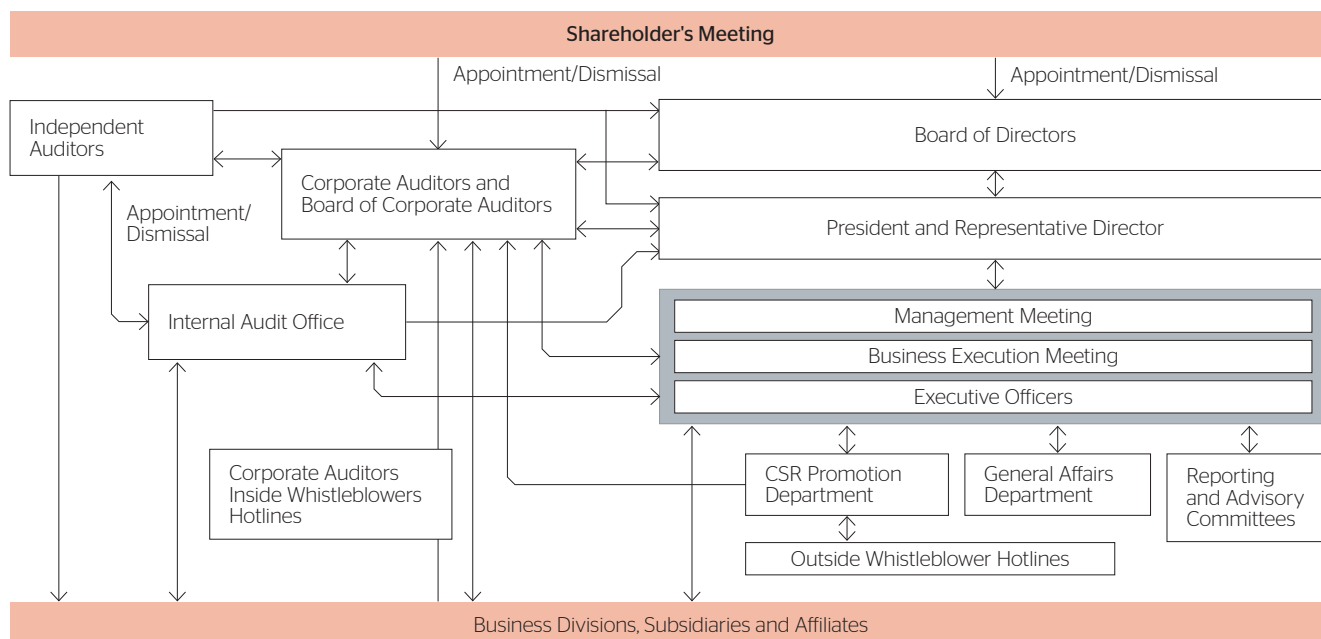 Shareholder's Meeting
Appointment/Dismissal
Appointment/Dismissal
Independent
Auditors
Board of Directors
Corporate Auditors and
Board of Corporate Auditors
Appointment/
Dismissal
President and Representative Director
Internal Audit Office
Management Meeting
Business Execution Meeting
Executive Officers
Corporate Auditors
Inside Whistleblowers
Hotlines
CSR Promotion
Department
General Affairs
Department
Reporting
and Advisory
Committees
Outside Whistleblower Hotlines
Business Divisions, Subsidiaries and Affiliates